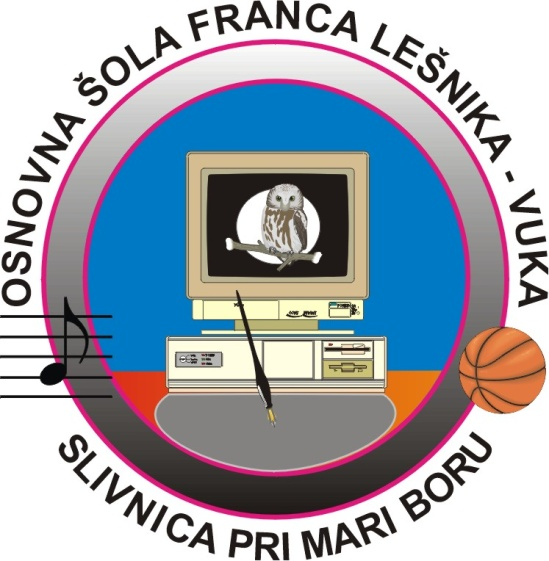 OSNOVNA ŠOLA FRANCA LEŠNIKA - VUKA
SLIVNICA PRI MARI BORU